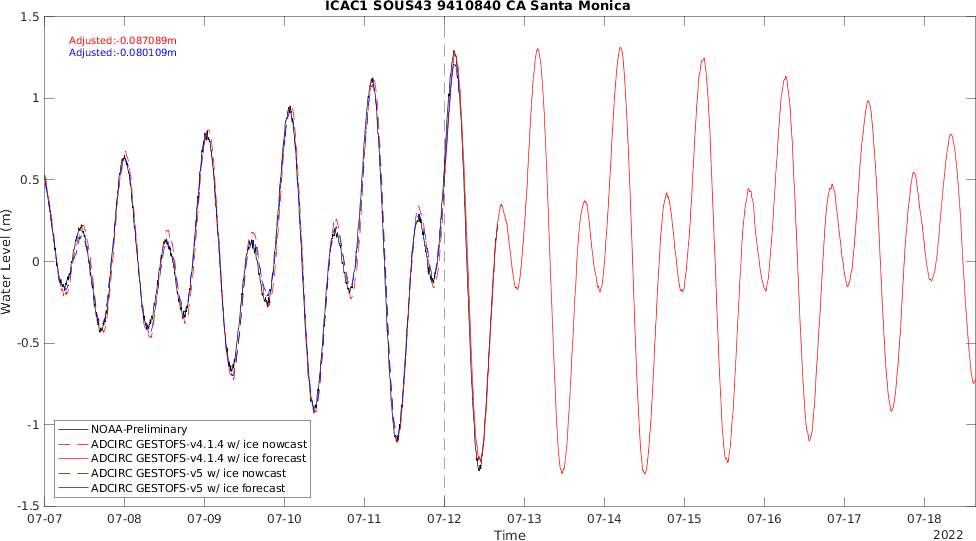 ICAC1 SOUS43 9410840 CA Santa Monica
Adjusted:-0.087089m
Adjusted:-0.080109m
Water Level (m)
1.5
1
0.5
0
-0.5
-1
-1.5
NOAA-Preliminary
ADCIRC GESTOFS-v4.1.4 w/ ice nowcast
ADCIRC GESTOFS-v4.1.4 w/ ice forecast
ADCIRC GESTOFS-v5 w/ ice nowcast
ADCIRC GESTOFS-v5 w/ ice forecast
07-07 07-08 07-09 07-10 07-11 07-12 07-13 07-14 07-15 07-16 07-17 07-18
Time
2022